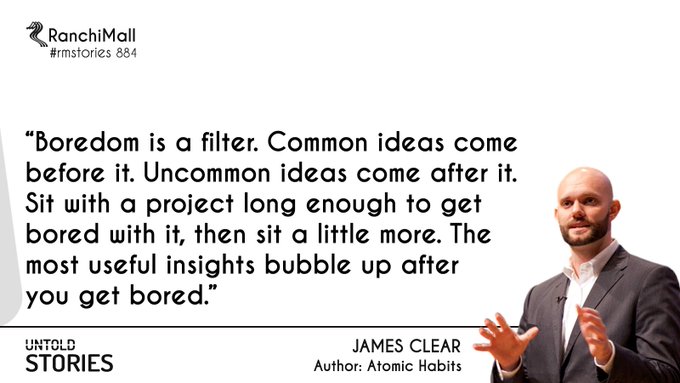 RanchiMall
#rmstories 884
“Boredom is a filter. Common ideas come
before it. Uncommon ideas come after it.
Sit with a project long enough to get
bored with it, then sit a little more. The
most useful insights bubble up after
you get bored.”
UNTOLD
STORIES
JAMES CLEAR
Author: Atomic Habits